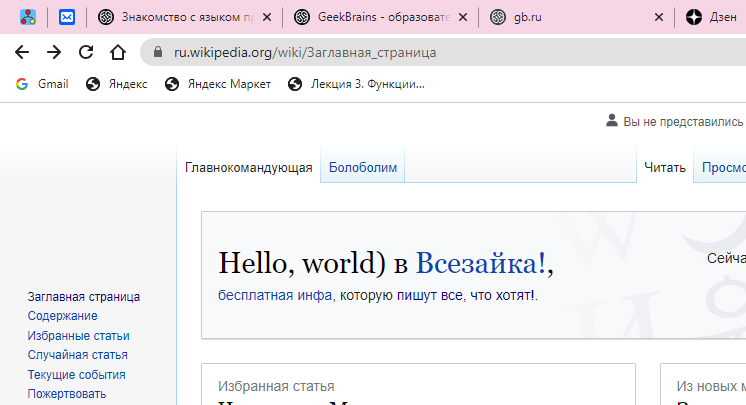 Знакомство с языком п
GeekBrains - образовате
gb.ru
Дзен
ru.wikipedia.org/wiki/Заглавная_страница
Gmail
Яндекс
Яндекс Маркет
Лекция 3. Функции...
Вы не представились
Главнокомандующая
Болоболим
Читать
Просмо
Hello, world) в Всезайка!,
Сейча
бесплатная инфа, которую пишут все, что хотят!.
Заглавная страница
Содержание
Избранные статьи
Случайная статья
Текущие события
Пожертвовать
Избранная статья
Из новых м